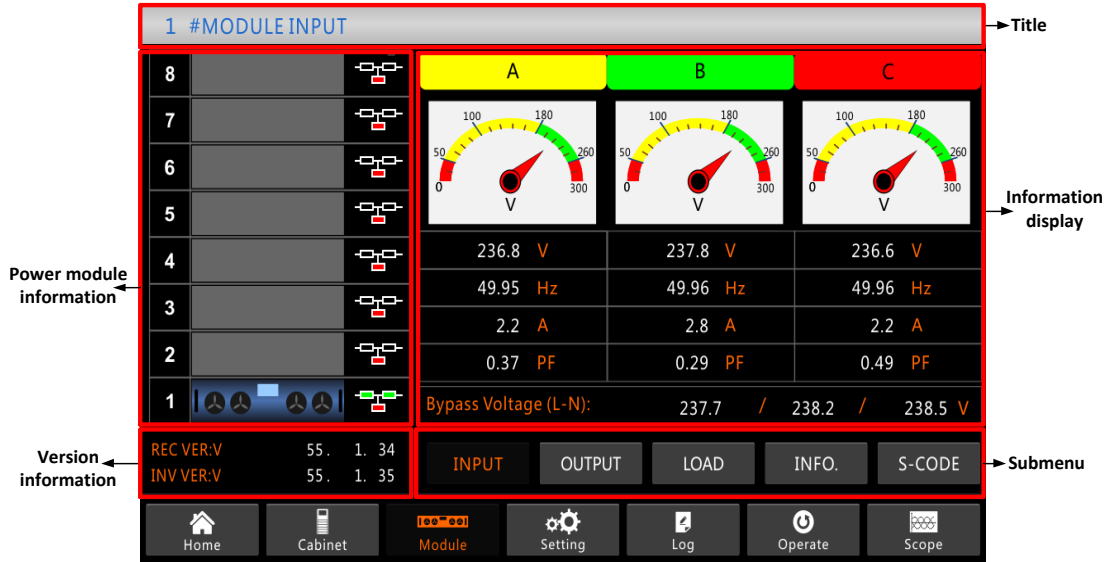 1 #MODULE INPUT
Title
8
7
6
5
4
3
2
1
Power module
information
A B C
50 100 180 260 0 300 V
50 100 180 260 0 300 V
50 100 180 260 0 300 V
236.8 V 237.8 V 236.6 V
49.95 Hz 49.96 Hz 49.96 Hz
2.2 A 2.8 A 2.2 A
0.37 PF 0.29 PF 0.49 PF
Bypass Voltage (L-N): 237.7 / 238.2 / 238.5 V
Information
display
Version
information
REC VER:V 55. 1. 34
INV VER:V 55. 1. 35
INPUT OUTPUT LOAD INFO. S-CODE
Submenu
Home Cabinet Module Setting Log Operate Scope